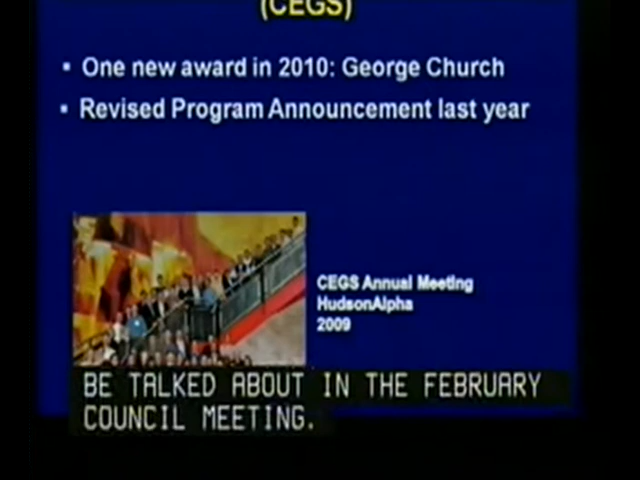 (CEGS)
▪ One new award in 2010: George Church
▪ Revised Program Announcement last year
CEGS Annual Meeting
HudsonAlpha
2009
BE TALKED ABOUT IN THE FEBRUARY
COUNCIL MEETING.